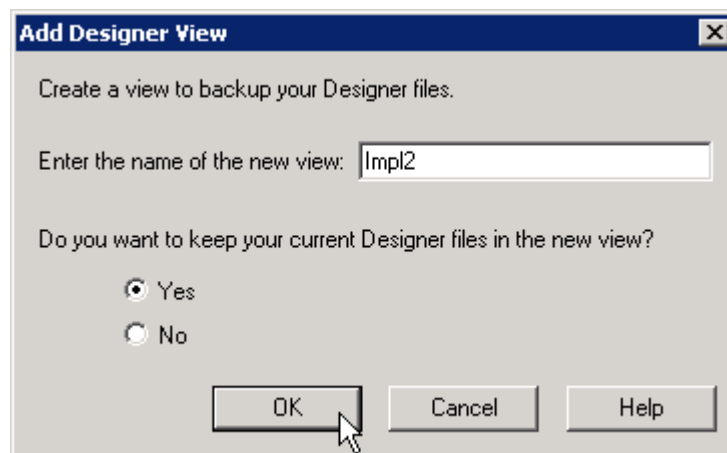 Add Designer View
Create a view to backup your Designer files.
Enter the name of the new view: Impl2
Do you want to keep your current Designer files in the new view?
Yes
No
OK Cancel Help